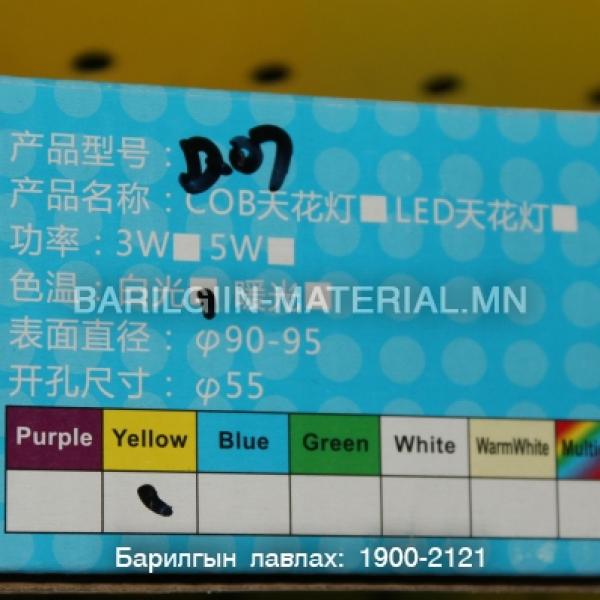 产品型号：D.07
产品名称：COB天花灯 LED天花灯
功率：3W 5W
色温：白光 暖光
BARILGIIN-MATERIAL.MN
表面直径：φ90-95
开孔尺寸：φ55
Purple Yellow Blue Green White WarmWhite Multi
Барилгын лавлах: 1900-2121